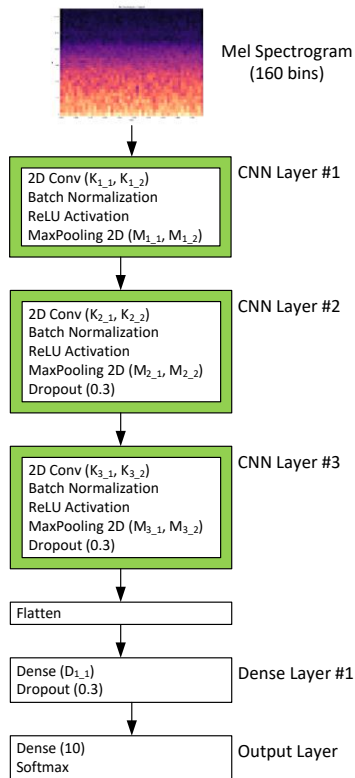 Mel Spectrogram
(160 bins)
CNN Layer #1
2D Conv (K1_1, K1_2)
Batch Normalization
ReLU Activation
MaxPooling 2D (M1_1, M1_2)
CNN Layer #2
2D Conv (K2_1, K2_2)
Batch Normalization
ReLU Activation
MaxPooling 2D (M2_1, M2_2)
Dropout (0.3)
CNN Layer #3
2D Conv (K3_1, K3_2)
Batch Normalization
ReLU Activation
MaxPooling 2D (M3_1, M3_2)
Dropout (0.3)
Flatten
Dense Layer #1
Dense (D1_1)
Dropout (0.3)
Output Layer
Dense (10)
Softmax